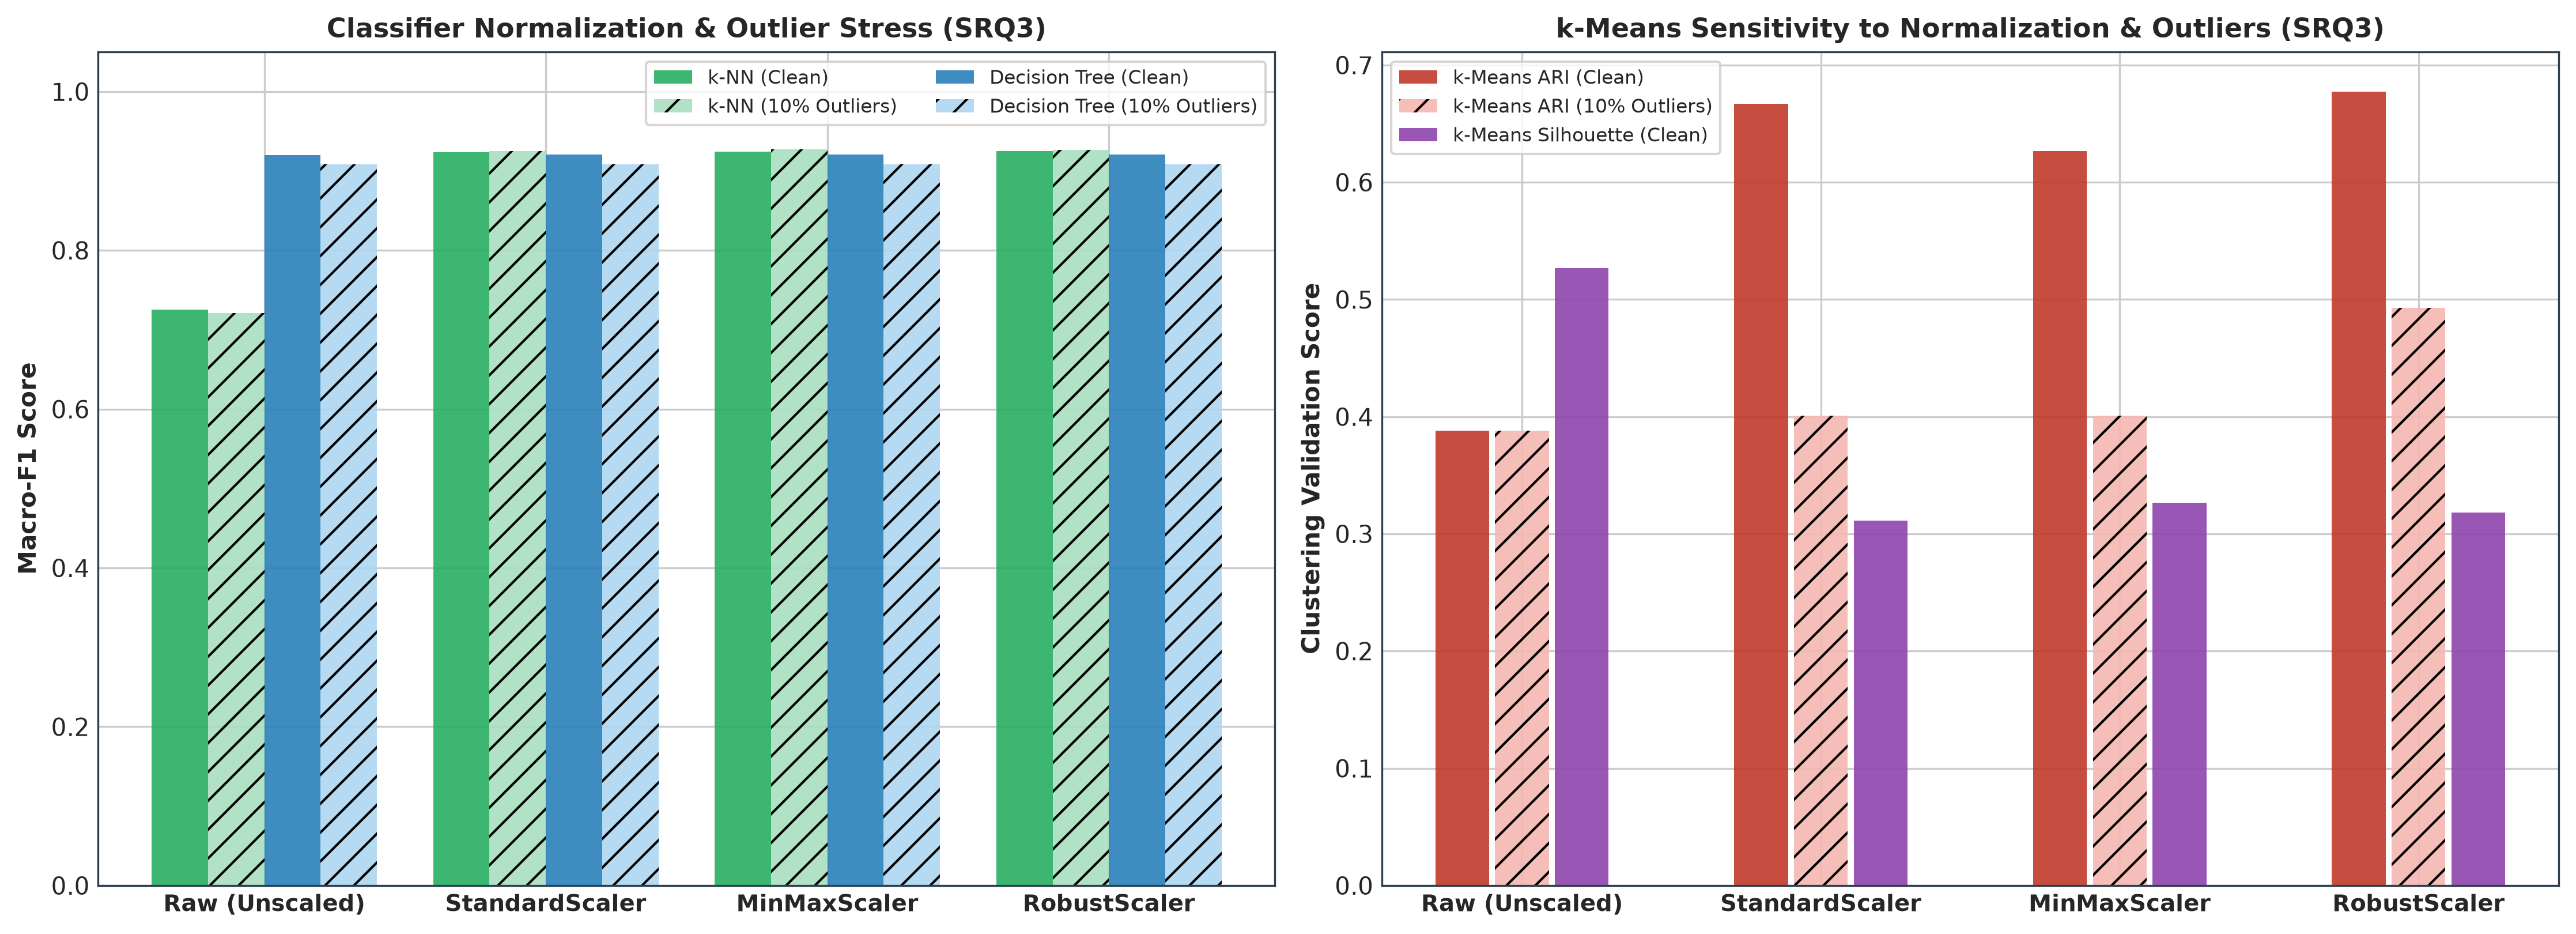 Classifier Normalization & Outlier Stress (SRQ3)
k-NN (Clean)
k-NN (10% Outliers)
Decision Tree (Clean)
Decision Tree (10% Outliers)
Macro-F1 Score
1.0
0.8
0.6
0.4
0.2
0.0
Raw (Unscaled)
StandardScaler
MinMaxScaler
RobustScaler
k-Means Sensitivity to Normalization & Outliers (SRQ3)
k-Means ARI (Clean)
k-Means ARI (10% Outliers)
k-Means Silhouette (Clean)
Clustering Validation Score
0.7
0.6
0.5
0.4
0.3
0.2
0.1
0.0
Raw (Unscaled)
StandardScaler
MinMaxScaler
RobustScaler